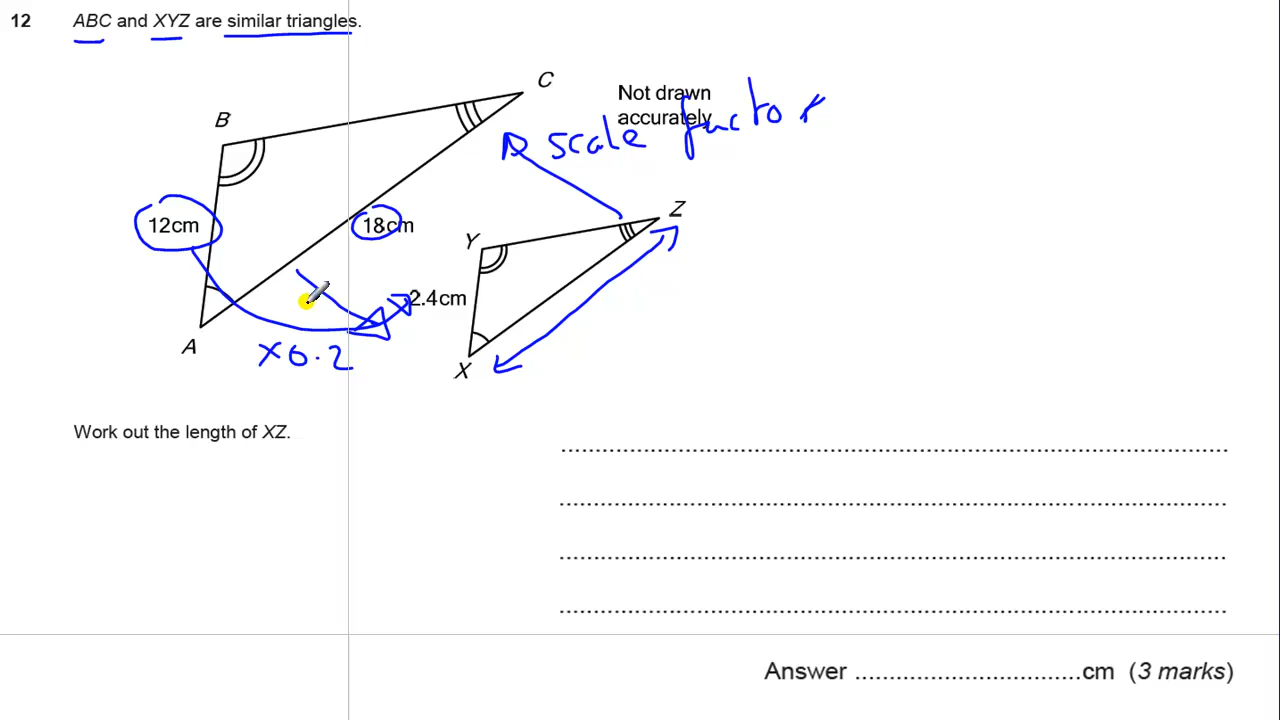 12 ABC and XYZ are similar triangles.
C
Not drawn
accurately
scale factor
B
Z
12cm
18cm
Y
2.4cm
A
×0.2
X
Work out the length of XZ.
Answer ................................cm (3 marks)